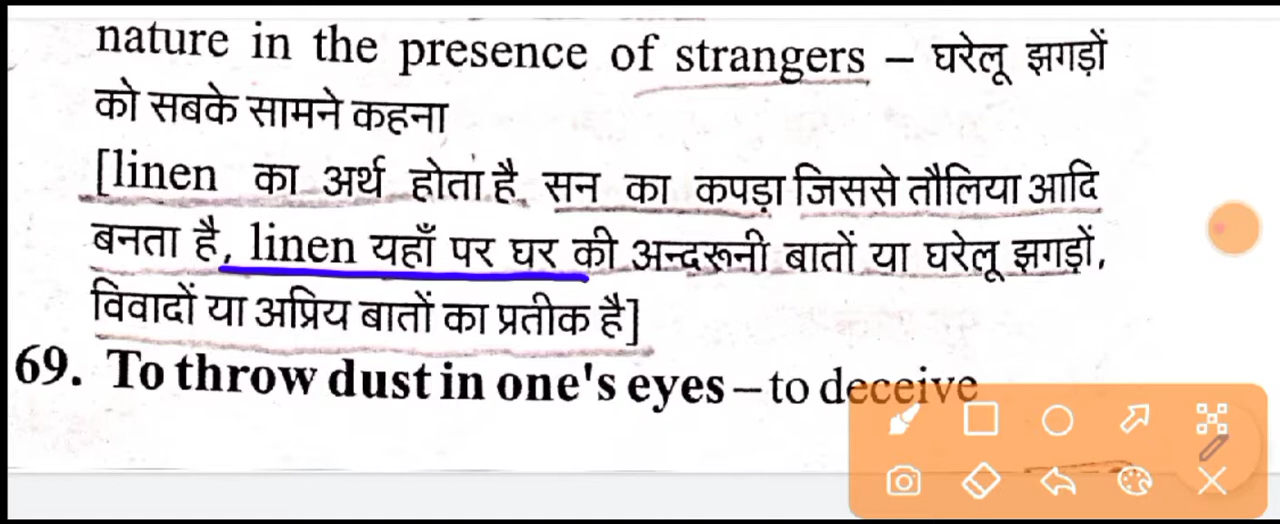 nature in the presence of strangers – घरेलू झगड़ों
को सबके सामने कहना
[linen का अर्थ होता है सन का कपड़ा जिससे तौलिया आदि
बनता है, linen यहाँ पर घर की अन्दरूनी बातों या घरेलू झगड़ों,
विवादों या अप्रिय बातों का प्रतीक है]
69. To throw dust in one's eyes – to deceive